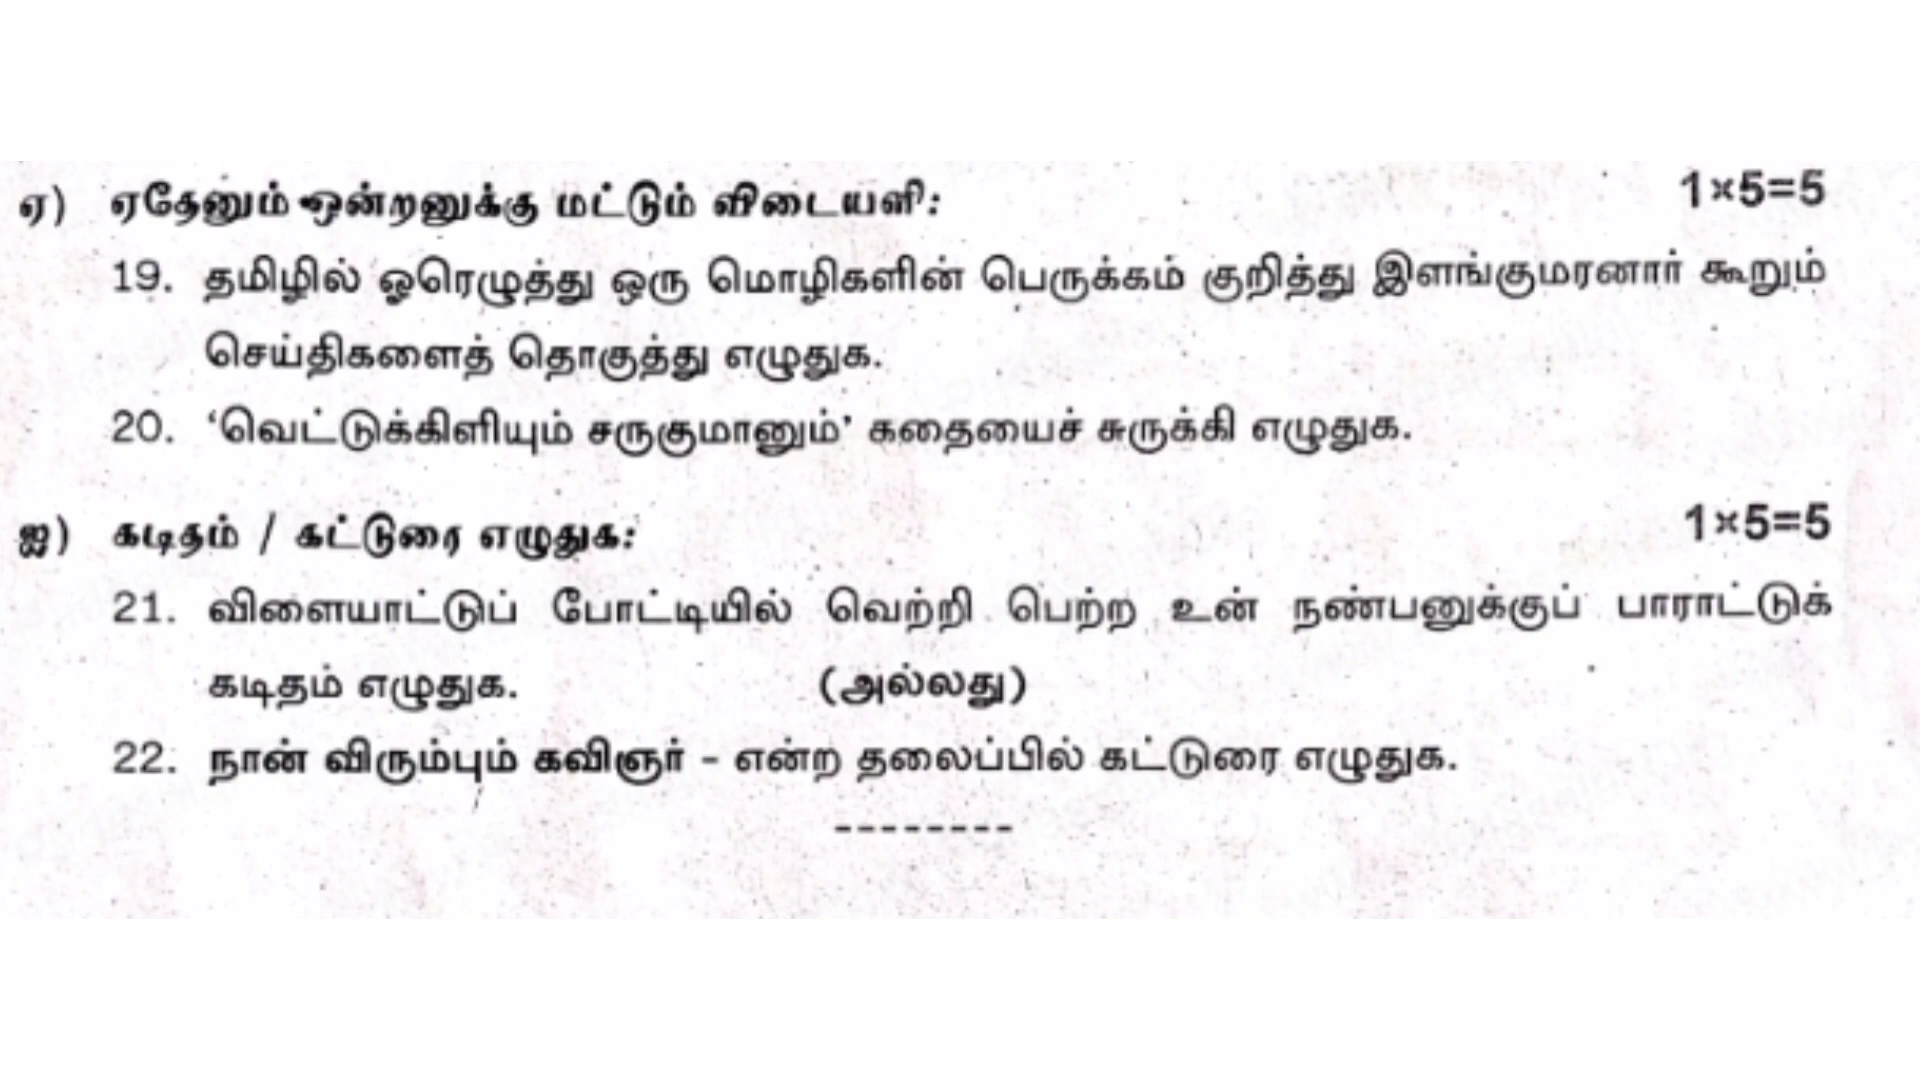 ஏ) ஏதேனும் ஒன்றனுக்கு மட்டும் விடையளி: 1×5=5
19. தமிழில் ஓரெழுத்து ஒரு மொழிகளின் பெருக்கம் குறித்து இளங்குமரனார் கூறும்
செய்திகளைத் தொகுத்து எழுதுக.
20. ‘வெட்டுக்கிளியும் சருகுமானும்’ கதையைச் சுருக்கி எழுதுக.
ஐ) கடிதம் / கட்டுரை எழுதுக: 1×5=5
21. விளையாட்டுப் போட்டியில் வெற்றி பெற்ற உன் நண்பனுக்குப் பாராட்டுக்
கடிதம் எழுதுக. (அல்லது)
22. நான் விரும்பும் கவிஞர் – என்ற தலைப்பில் கட்டுரை எழுதுக.
--------